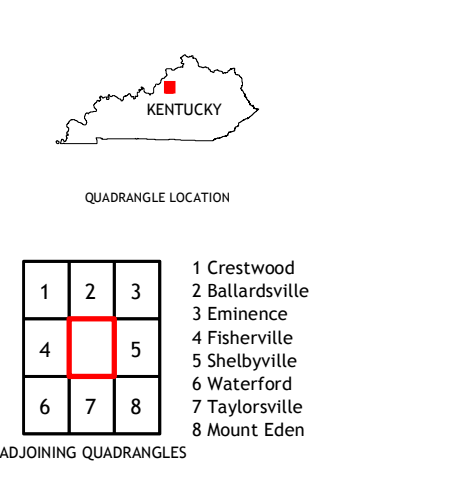 KENTUCKY
QUADRANGLE LOCATION
1 2 3
4 5
6 7 8
1 Crestwood
2 Ballardsville
3 Eminence
4 Fisherville
5 Shelbyville
6 Waterford
7 Taylorsville
8 Mount Eden
ADJOINING QUADRANGLES